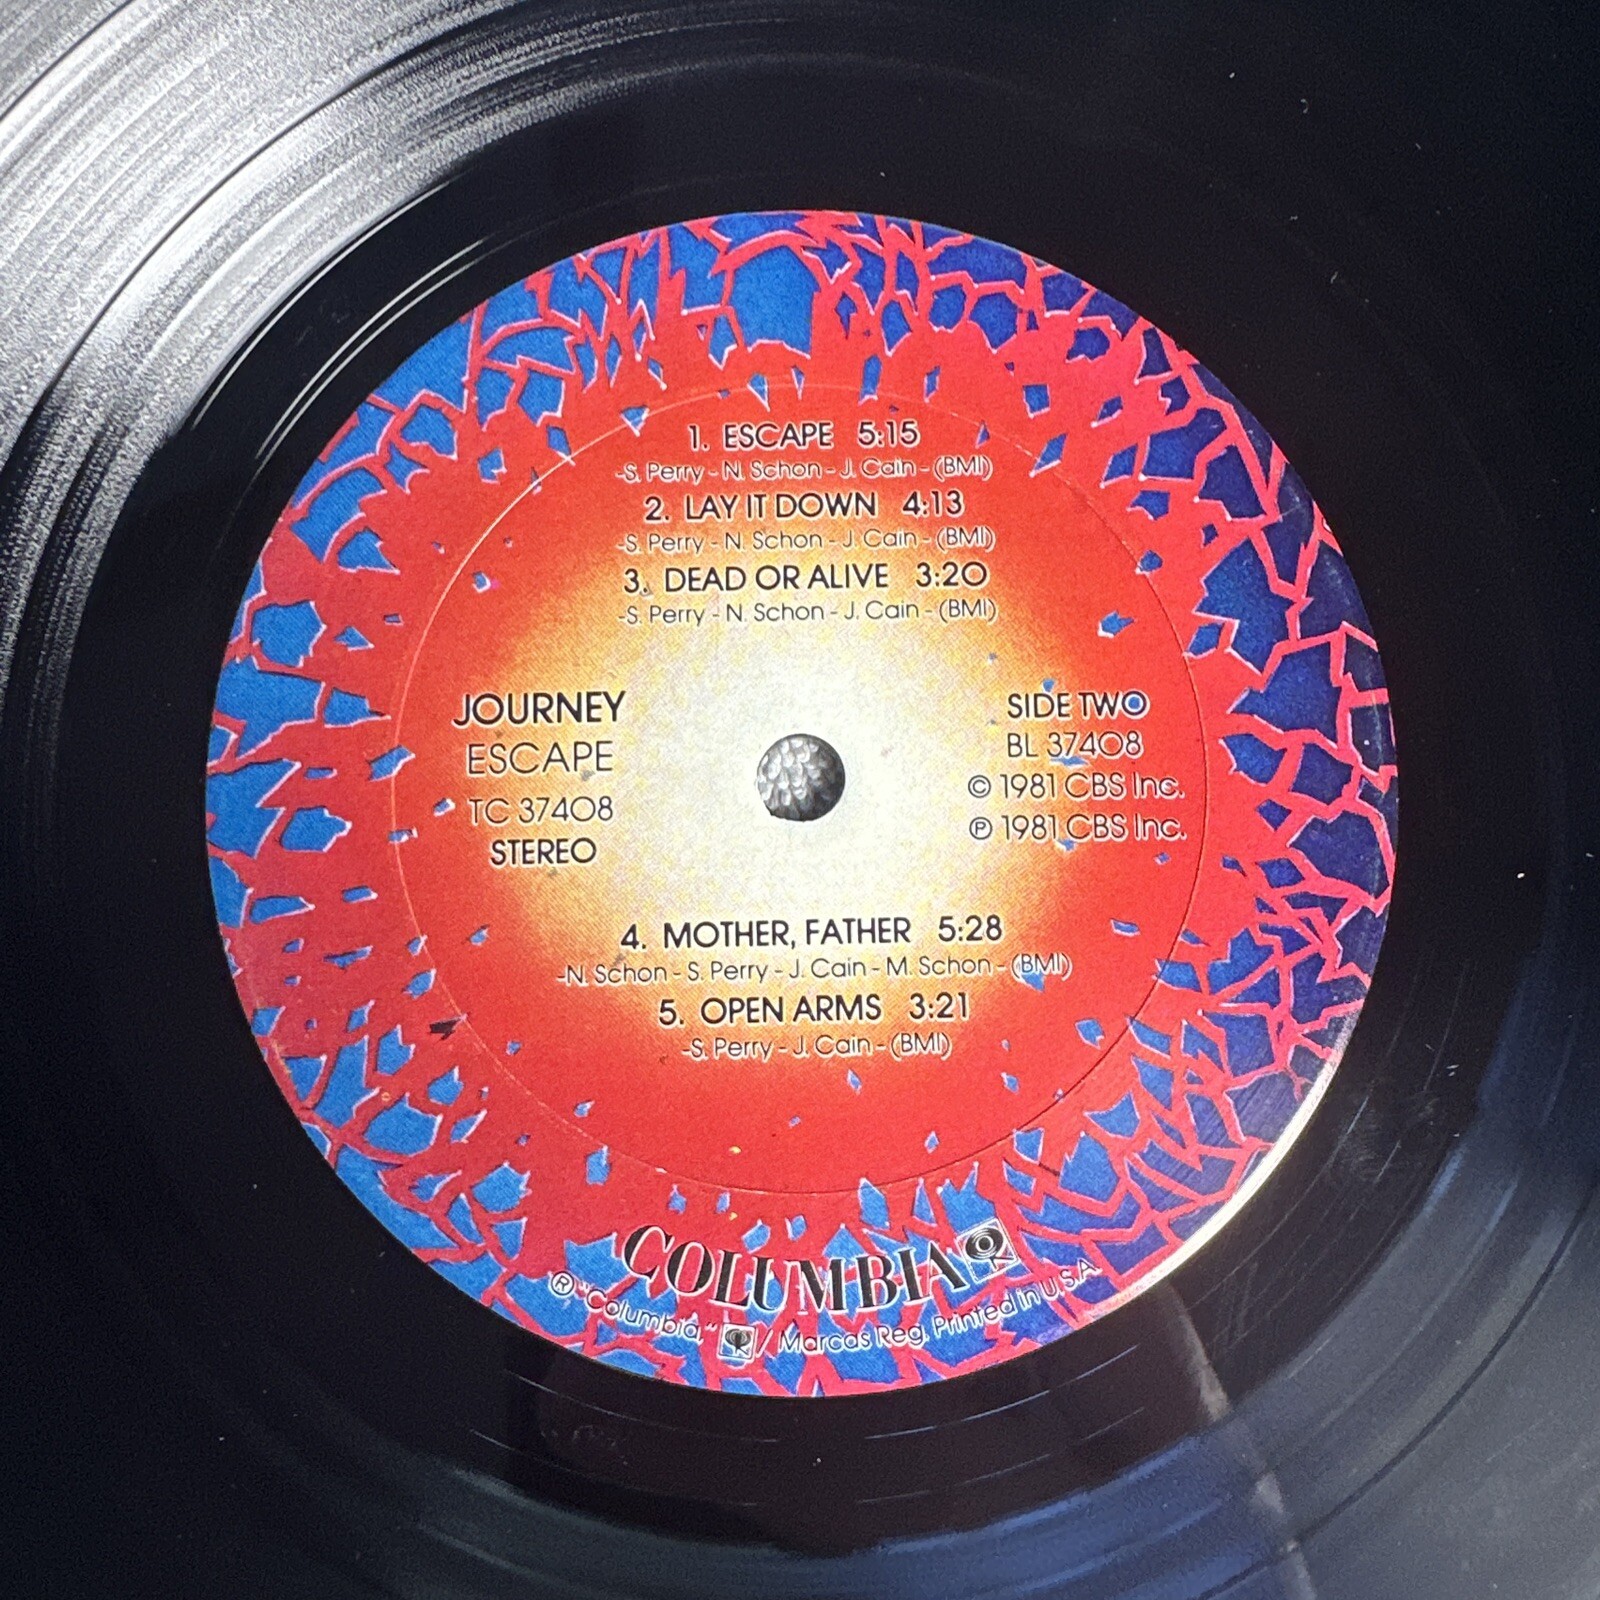 1. ESCAPE 5:15
-S. Perry - N. Schon - J. Cain - (BMI)
2. LAY IT DOWN 4:13
-S. Perry - N. Schon - J. Cain - (BMI)
3. DEAD OR ALIVE 3:20
-S. Perry - N. Schon - J. Cain - (BMI)
JOURNEY
ESCAPE
TC 37408
STEREO
SIDE TWO
BL 37408
© 1981 CBS Inc.
℗ 1981 CBS Inc.
4. MOTHER, FATHER 5:28
-N. Schon - S. Perry - J. Cain - M. Schon - (BMI)
5. OPEN ARMS 3:21
-S. Perry - J. Cain - (BMI)
COLUMBIA
® "Columbia," / Marcas Reg. Printed in U.S.A.